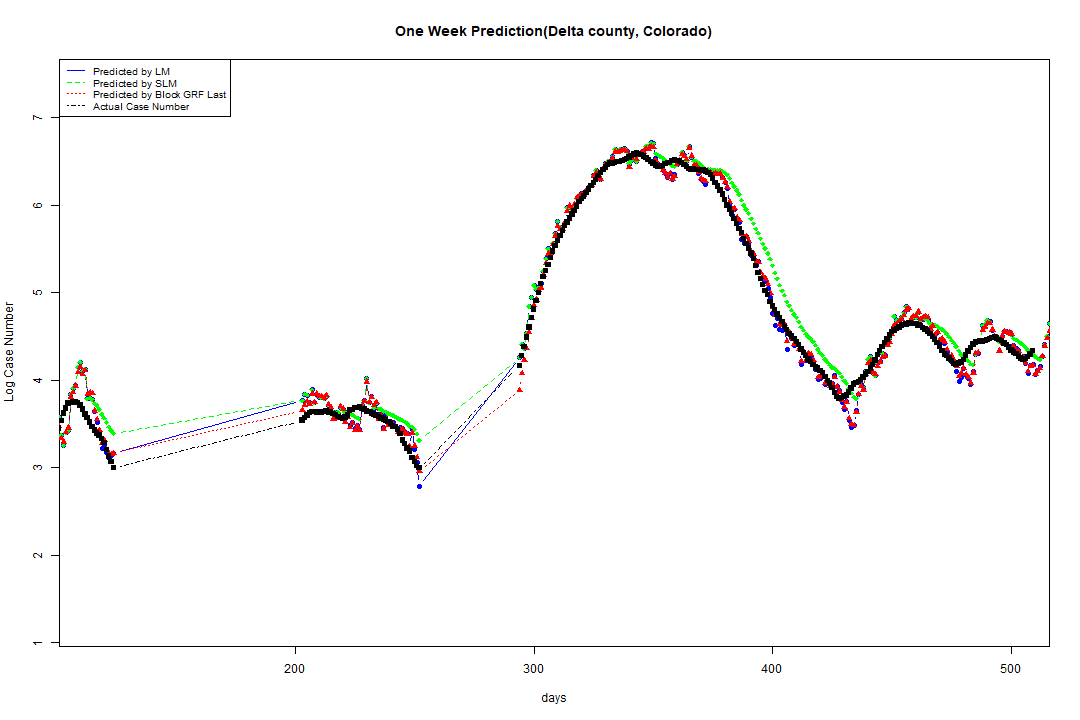 One Week Prediction(Delta county, Colorado)
Predicted by LM
Predicted by SLM
Predicted by Block GRF Last
Actual Case Number
7
6
5
4
3
2
1
Log Case Number
200
300
400
500
days